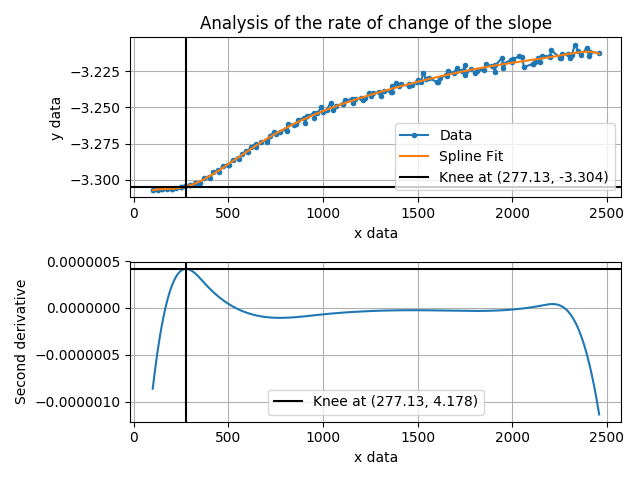 Analysis of the rate of change of the slope
−3.225
−3.250
−3.275
−3.300
y data
Data
Spline Fit
Knee at (277.13, -3.304)
0
500
1000
1500
2000
2500
x data
0.0000005
0.0000000
−0.0000005
−0.0000010
Second derivative
Knee at (277.13, 4.178)
0
500
1000
1500
2000
2500
x data